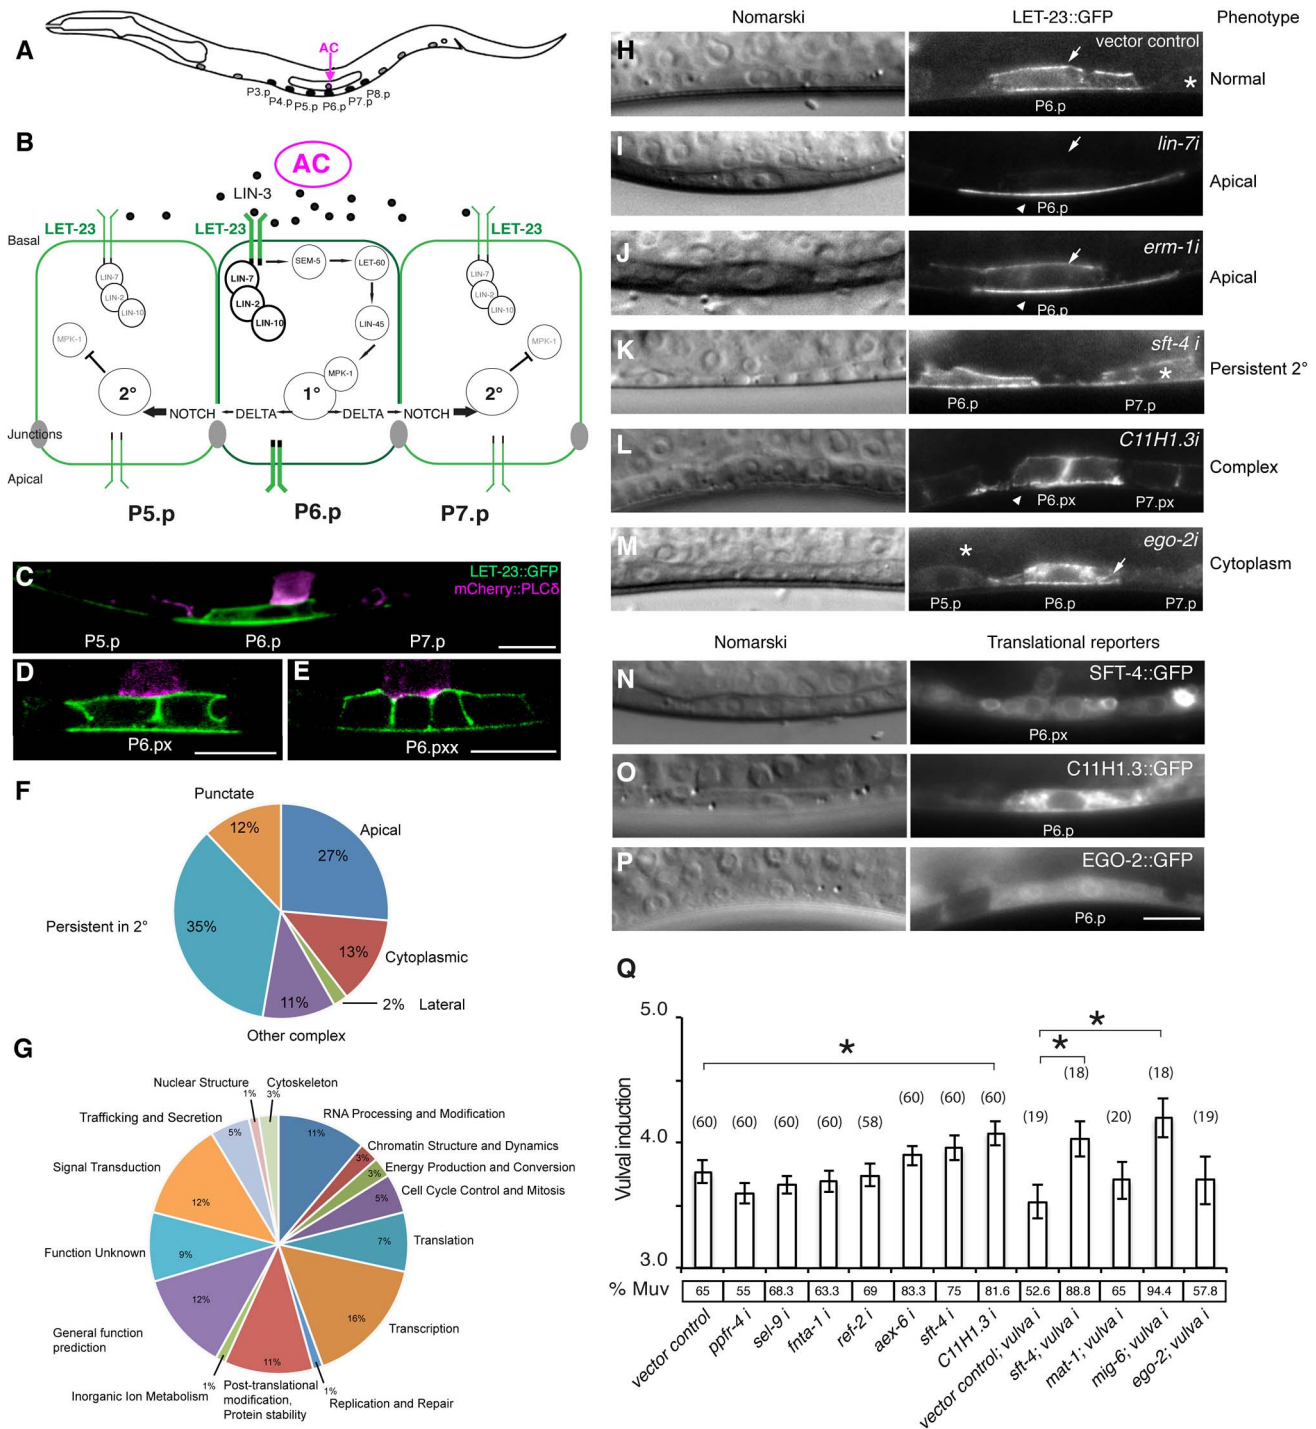 A
AC
P3.p
P4.p
P5.p
P6.p
P7.p
P8.p
B
AC
LIN-3
LET-23
LET-23
LET-23
Basal
LIN-7
LIN-2
LIN-10
LIN-7
LIN-2
LIN-10
SEM-5
LET-60
LIN-45
MPK-1
LIN-7
LIN-2
LIN-10
MPK-1
MPK-1
2°
1°
2°
NOTCH
DELTA
DELTA
NOTCH
Junctions
Apical
P5.p
P6.p
P7.p
C
LET-23::GFP
mCherry::PLCδ
P5.p
P6.p
P7.p
D
P6.px
E
P6.pxx
F
Punctate
12%
Apical
27%
Persistent in 2°
35%
13%
Cytoplasmic
11%
2% Lateral
Other complex
G
Nuclear Structure
1%
Cytoskeleton
3%
Trafficking and Secretion
5%
RNA Processing and Modification
11%
Chromatin Structure and Dynamics
3%
Energy Production and Conversion
3%
Cell Cycle Control and Mitosis
5%
Signal Transduction
12%
Translation
7%
Function Unknown
9%
12%
General function
prediction
16%
Transcription
11%
Inorganic Ion Metabolism
1%
Post-translational
modification,
Protein stability
1%
Replication and Repair
Nomarski
LET-23::GFP
Phenotype
H
vector control
*
P6.p
Normal
I
lin-7i
P6.p
Apical
J
erm-1i
P6.p
Apical
K
sft-4 i
*
P6.p
P7.p
Persistent 2°
L
C11H1.3i
P6.px
P7.px
Complex
M
ego-2i
*
P5.p
P6.p
P7.p
Cytoplasm
Nomarski
Translational reporters
N
SFT-4::GFP
P6.px
O
C11H1.3::GFP
P6.p
P
EGO-2::GFP
P6.p
Q
Vulval induction
5.0
4.0
3.0
*
*
*
(60)
(60)
(60)
(60)
(58)
(60)
(60)
(60)
(19)
(18)
(20)
(18)
(19)
% Muv
65
55
68.3
63.3
69
83.3
75
81.6
52.6
88.8
65
94.4
57.8
vector control
ppfr-4 i
sel-9 i
fnta-1 i
ref-2 i
aex-6 i
sft-4 i
C11H1.3 i
vector control; vulva i
sft-4; vulva i
mat-1; vulva i
mig-6; vulva i
ego-2; vulva i